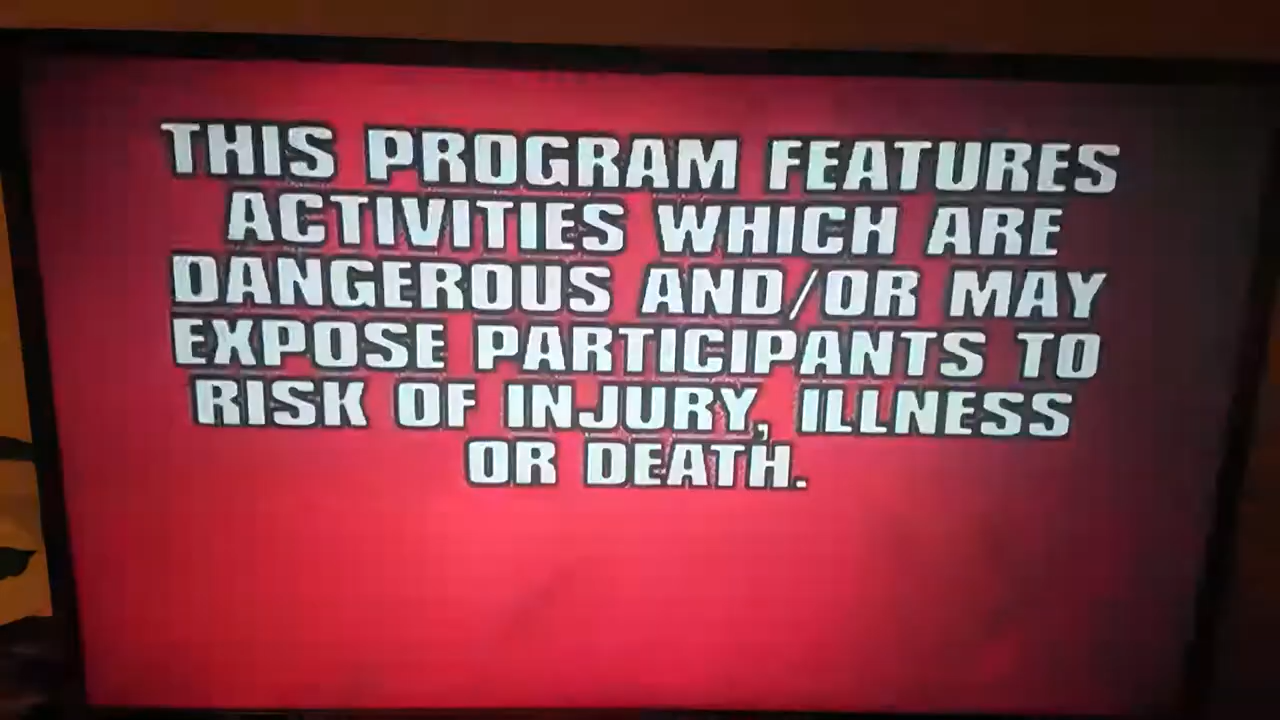 THIS PROGRAM FEATURES
ACTIVITIES WHICH ARE
DANGEROUS AND/OR MAY
EXPOSE PARTICIPANTS TO
RISK OF INJURY, ILLNESS
OR DEATH.